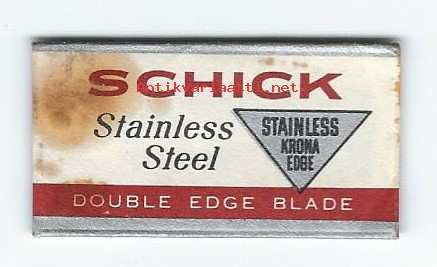 SCHICK
antikvariaatti.net
Stainless
Steel
STAINLESS
KRONA
EDGE
DOUBLE EDGE BLADE